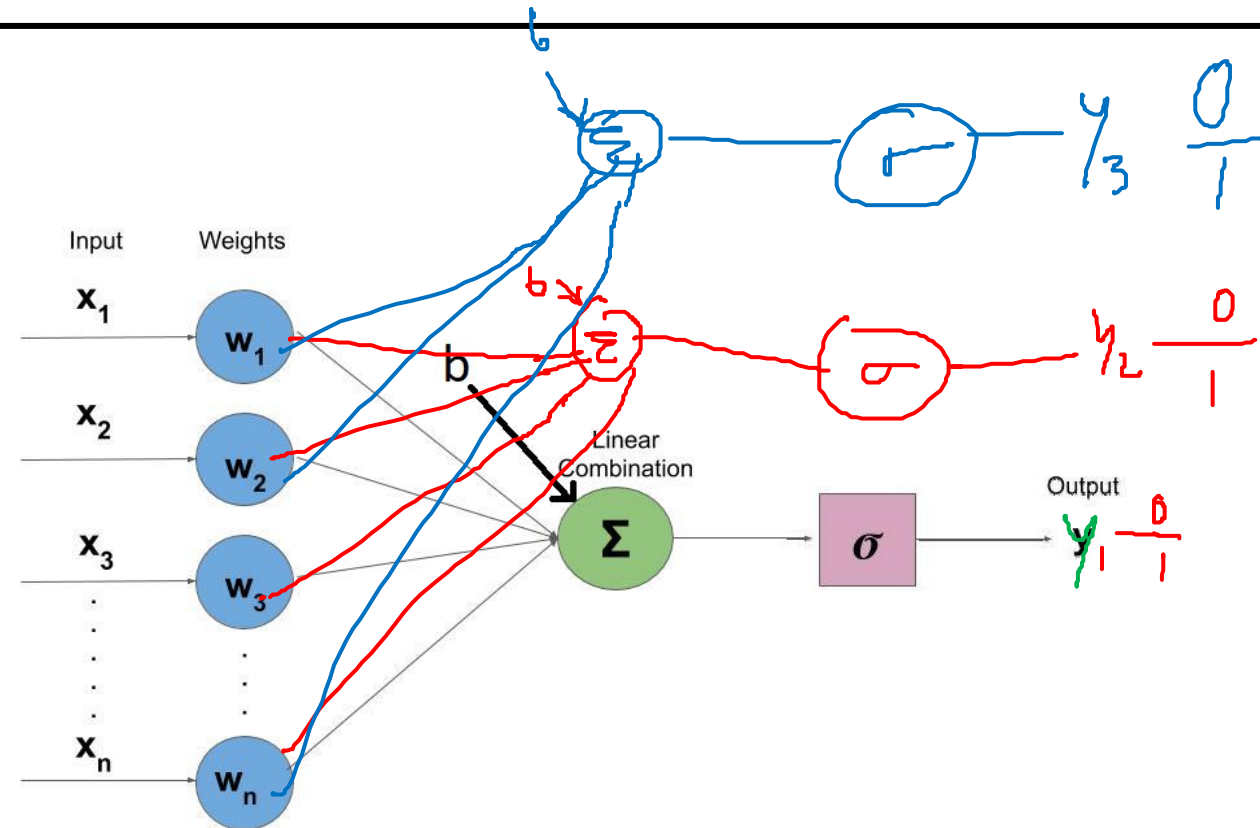 b
Σ
σ
y3
0
1
Input
Weights
x1
w1
b
Σ
σ
y2
0
1
b
x2
w2
Linear
Combination
Σ
σ
Output
y1
0
1
x3
w3
xn
wn